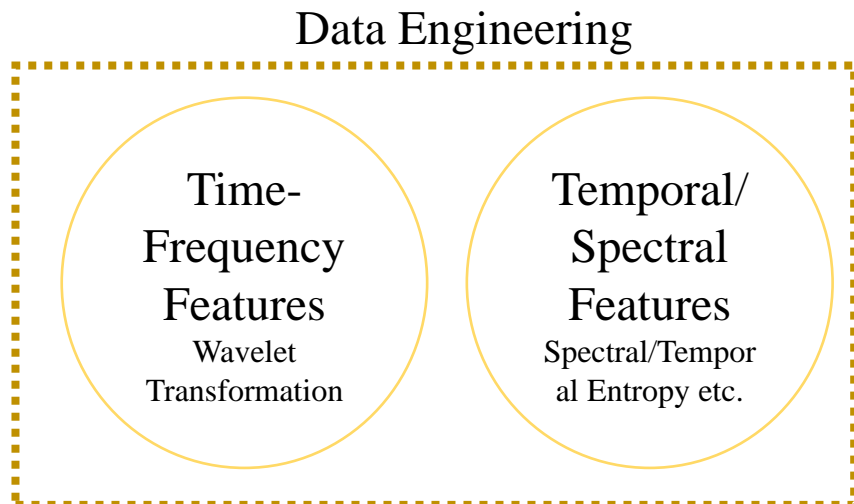 Data Engineering
Time-
Frequency
Features
Wavelet
Transformation
Temporal/
Spectral
Features
Spectral/Tempor
al Entropy etc.